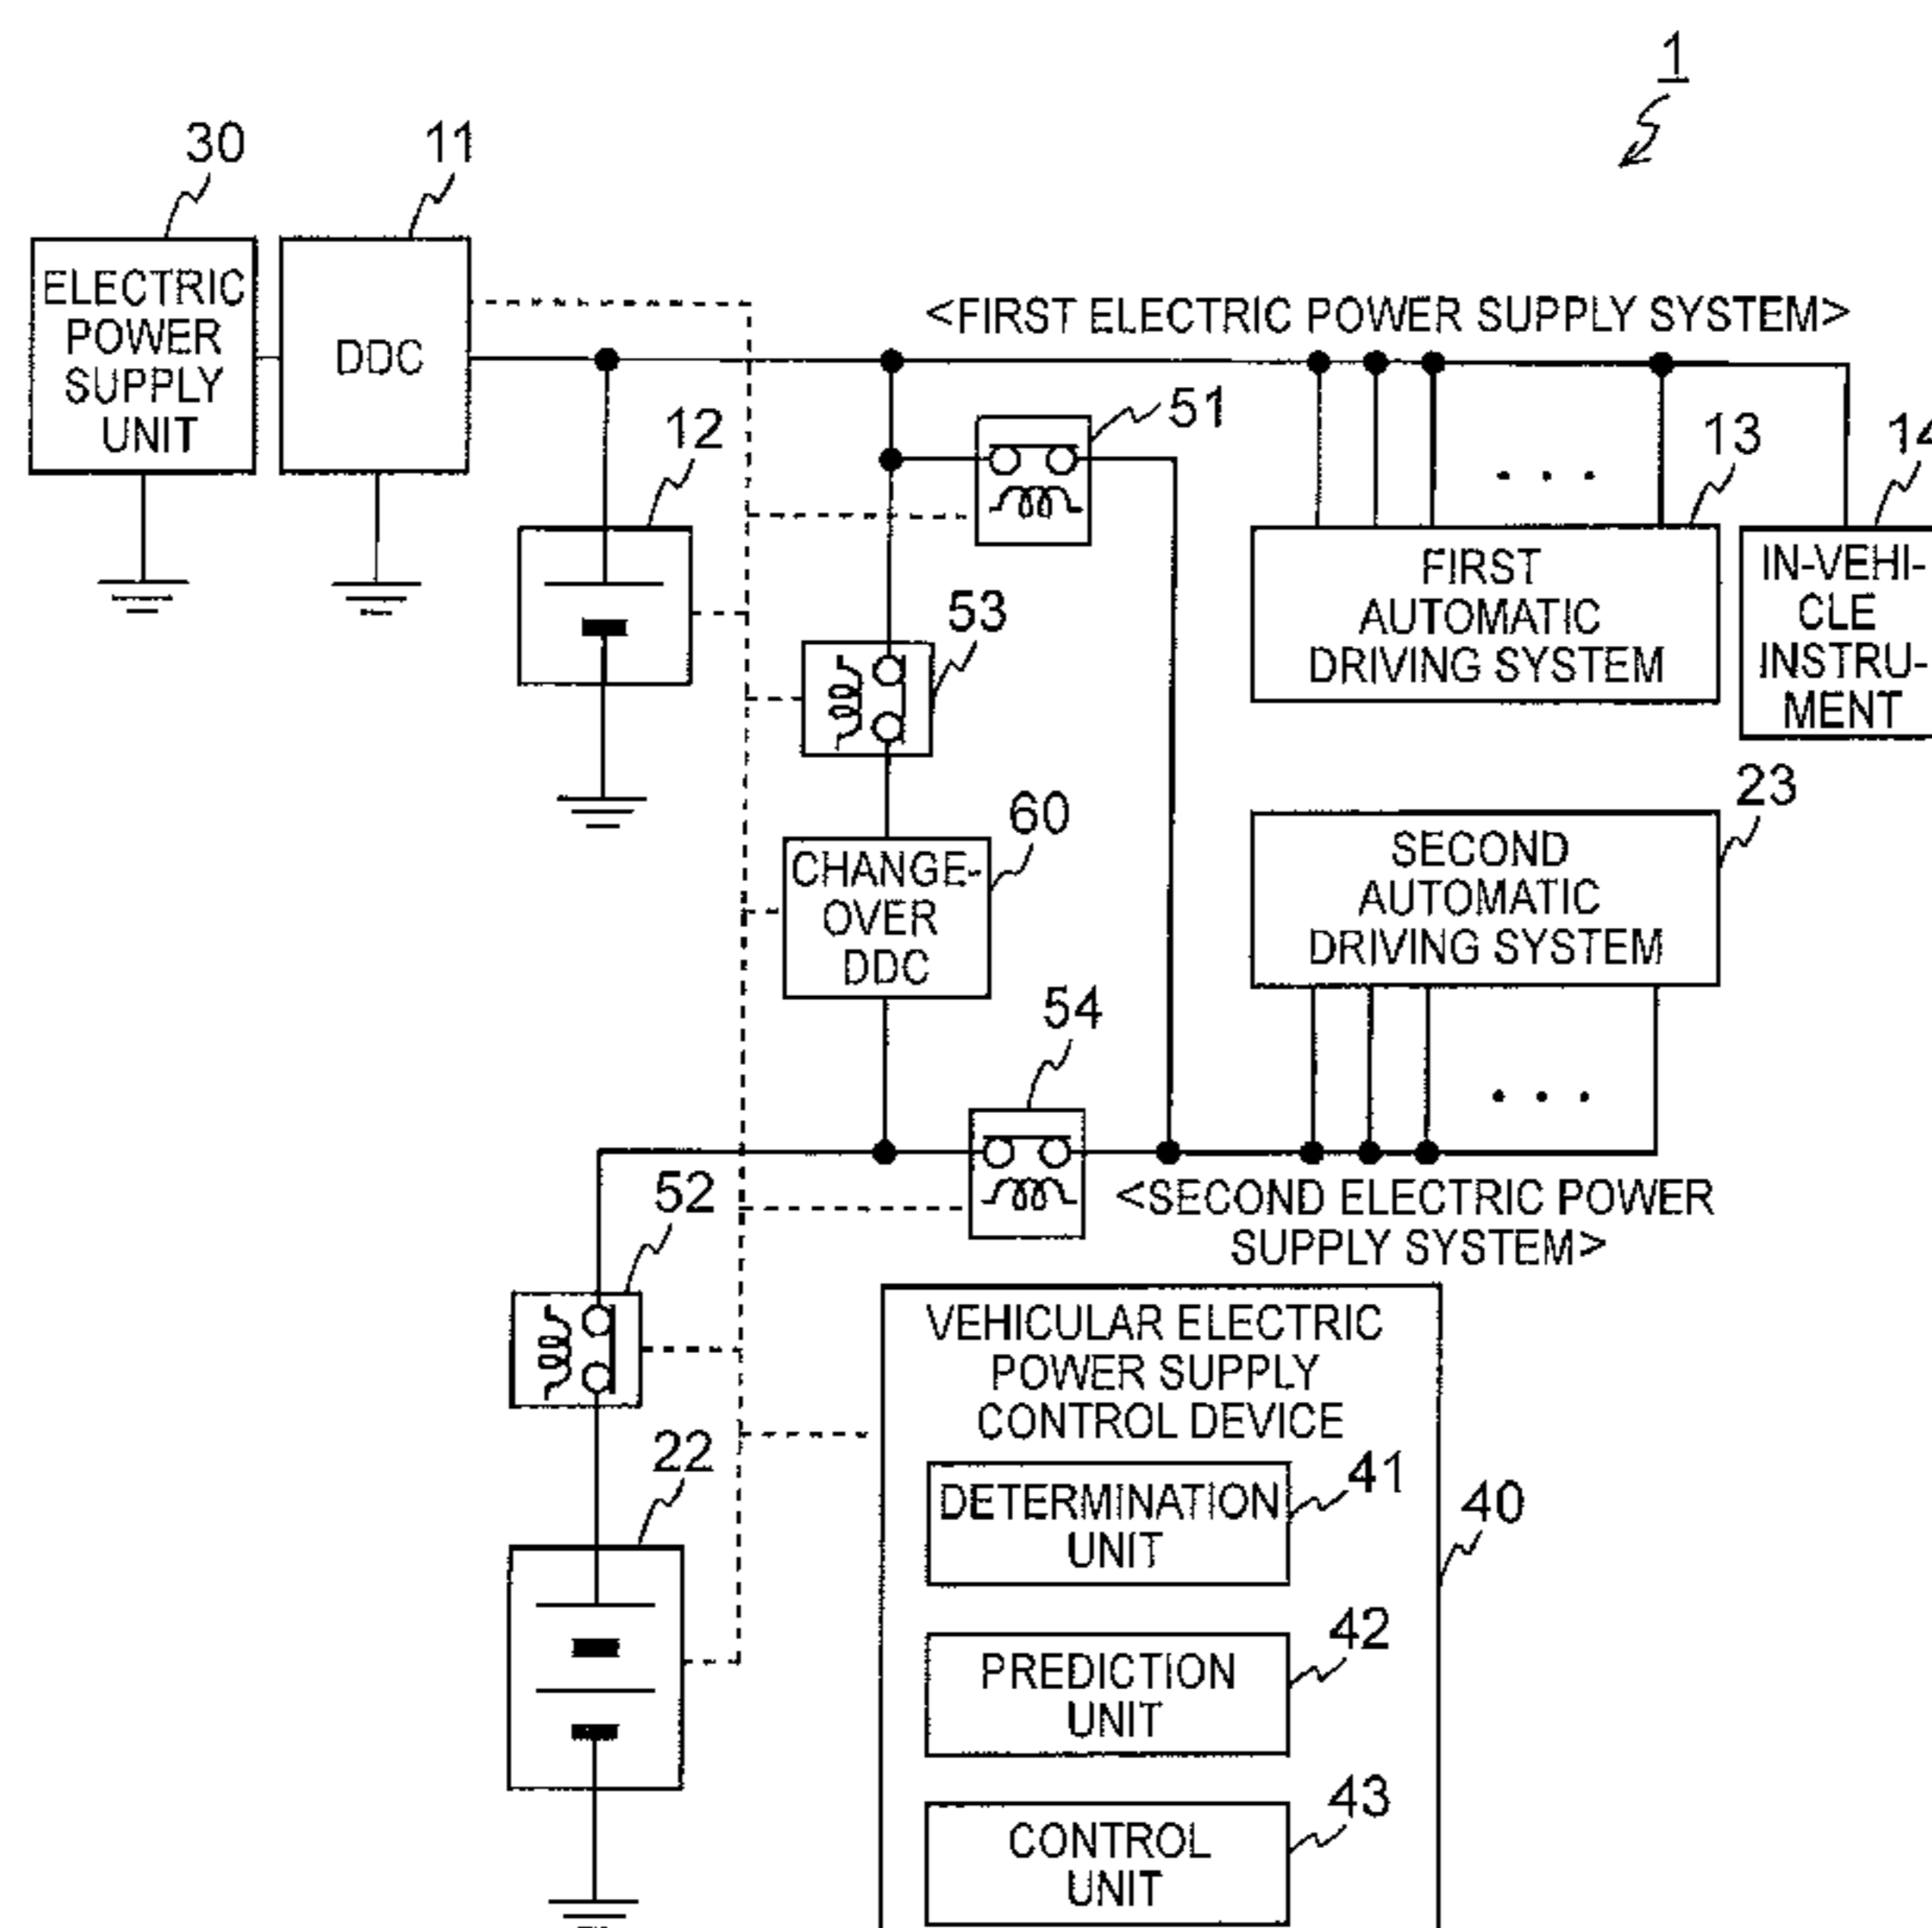 1
30
11
ELECTRIC
POWER
SUPPLY
UNIT
DDC
<FIRST ELECTRIC POWER SUPPLY SYSTEM>
12
51
13
14
FIRST
AUTOMATIC
DRIVING SYSTEM
IN-VEHI-
CLE
INSTRU-
MENT
53
23
60
CHANGE-
OVER
DDC
SECOND
AUTOMATIC
DRIVING SYSTEM
54
52
<SECOND ELECTRIC POWER
SUPPLY SYSTEM>
VEHICULAR ELECTRIC
POWER SUPPLY
CONTROL DEVICE
22
41
40
DETERMINATION
UNIT
42
PREDICTION
UNIT
43
CONTROL
UNIT